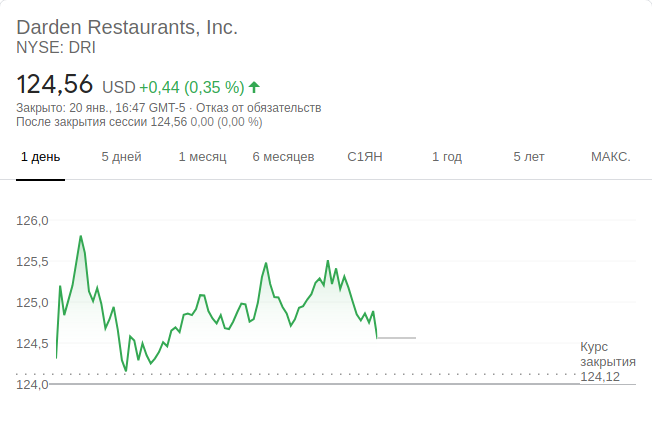 Darden Restaurants, Inc.
NYSE: DRI
124,56 USD +0,44 (0,35 %)
Закрыто: 20 янв., 16:47 GMT-5 · Отказ от обязательств
После закрытия сессии 124,56 0,00 (0,00 %)
1 день 5 дней 1 месяц 6 месяцев С1ЯН 1 год 5 лет МАКС.
126,0
125,5
125,0
124,5
124,0
Курс
закрытия
124,12